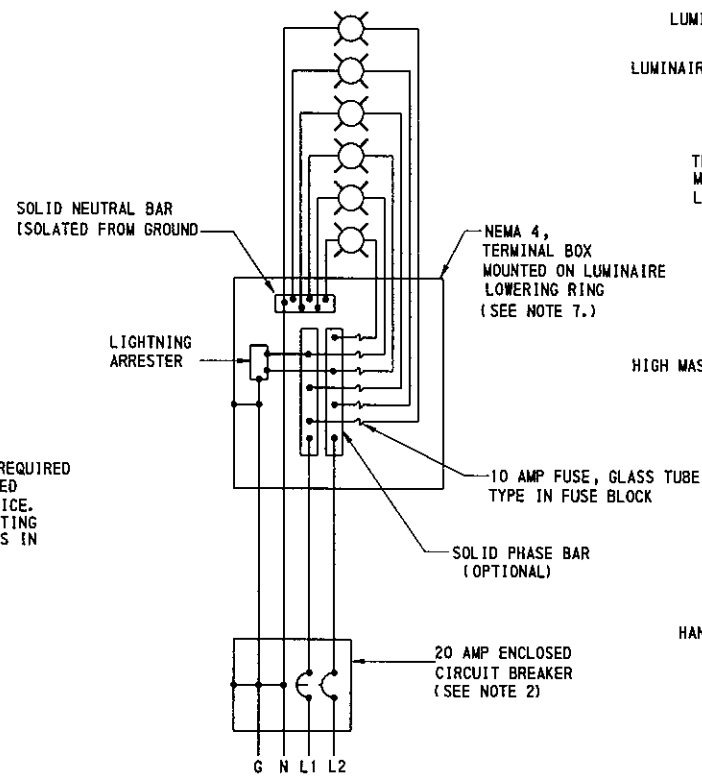 SOLID NEUTRAL BAR
ISOLATED FROM GROUND
LIGHTNING
ARRESTER
REQUIRED
ED
ICE.
TING
S IN
NEMA 4,
TERMINAL BOX
MOUNTED ON LUMINAIRE
LOWERING RING
(SEE NOTE 7.)
10 AMP FUSE, GLASS TUBE
TYPE IN FUSE BLOCK
SOLID PHASE BAR
(OPTIONAL)
20 AMP ENCLOSED
CIRCUIT BREAKER
(SEE NOTE 2)
G N L1 L2
LUMI
LUMINAIR
T
M
L
HIGH MAS
HAN